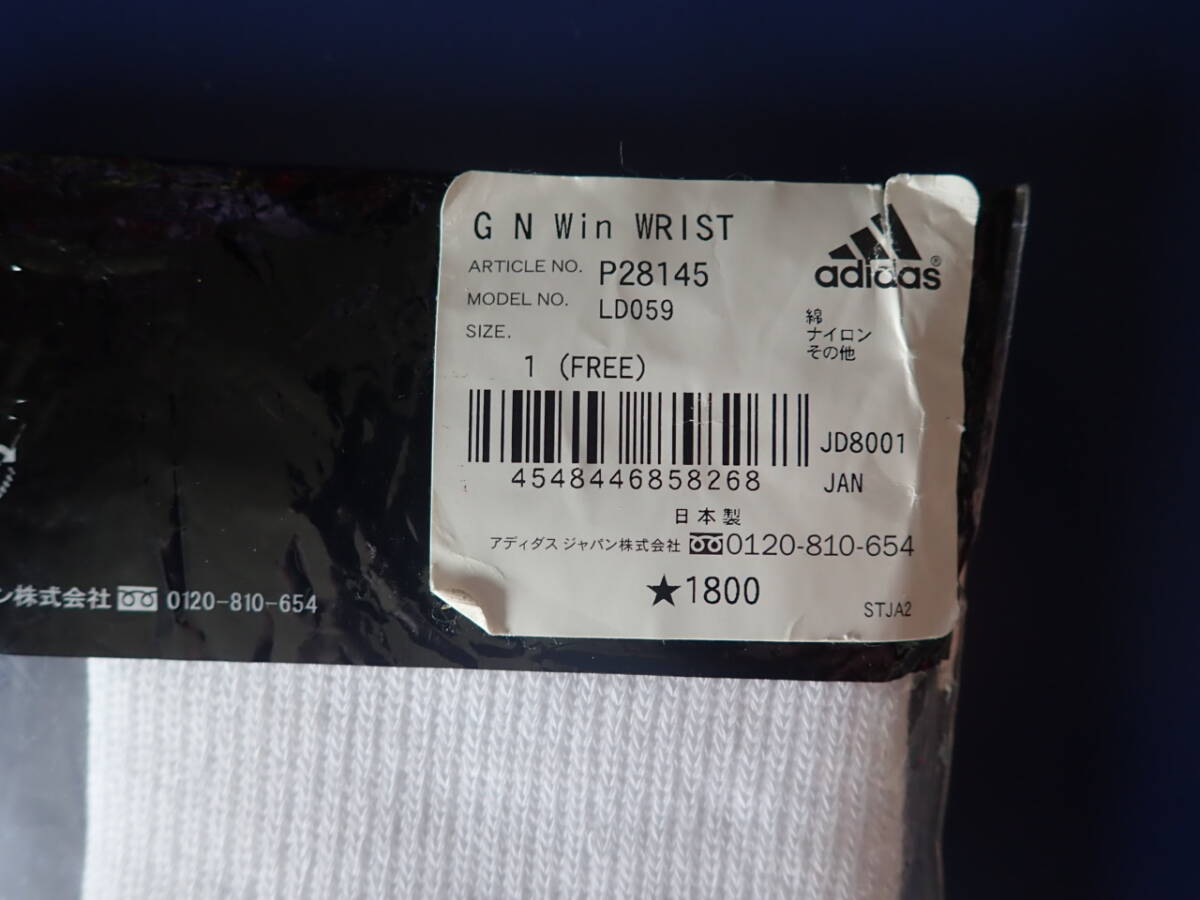 G N Win WRIST
ARTICLE NO. P28145
MODEL NO. LD059
SIZE.
1 (FREE)
adidas®
綿
ナイロン
その他
4548446858268
JD8001
JAN
日本製
アディダス ジャパン株式会社 0120-810-654
★1800
STJA2
ン株式会社 0120-810-654